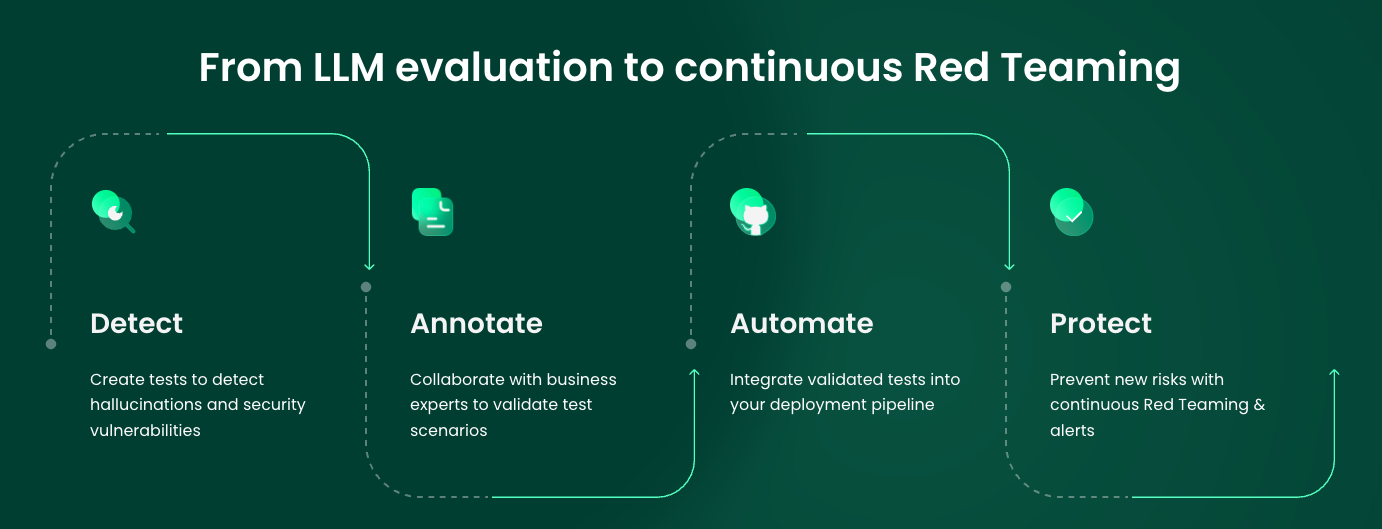 From LLM evaluation to continuous Red Teaming
Detect
Create tests to detect
hallucinations and security
vulnerabilities
Annotate
Collaborate with business
experts to validate test
scenarios
Automate
Integrate validated tests into
your deployment pipeline
Protect
Prevent new risks with
continuous Red Teaming &
alerts